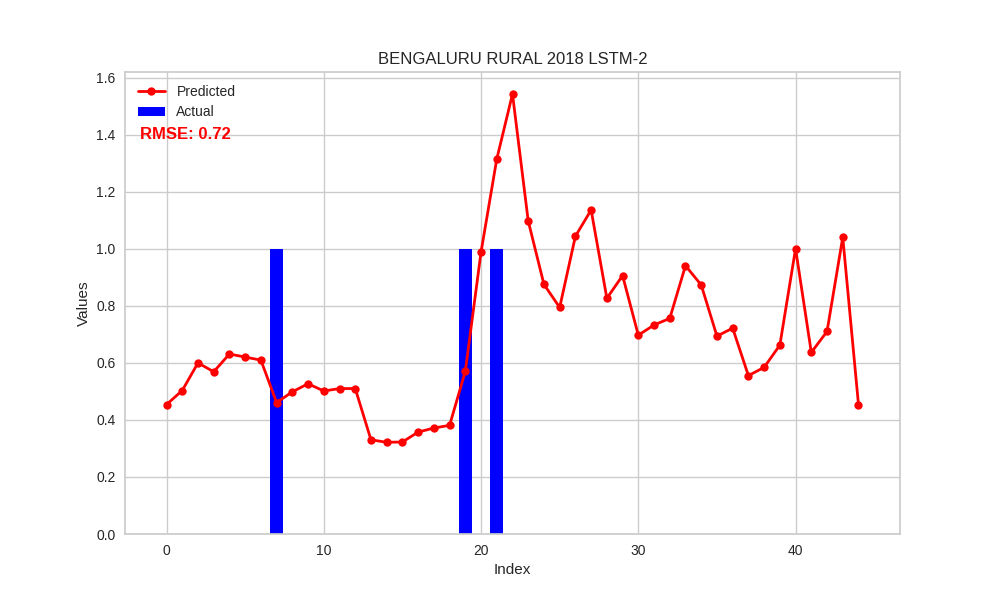 BENGALURU RURAL 2018 LSTM-2
Predicted
Actual
RMSE: 0.72
Values
1.6
1.4
1.2
1.0
0.8
0.6
0.4
0.2
0.0
0 10 20 30 40
Index